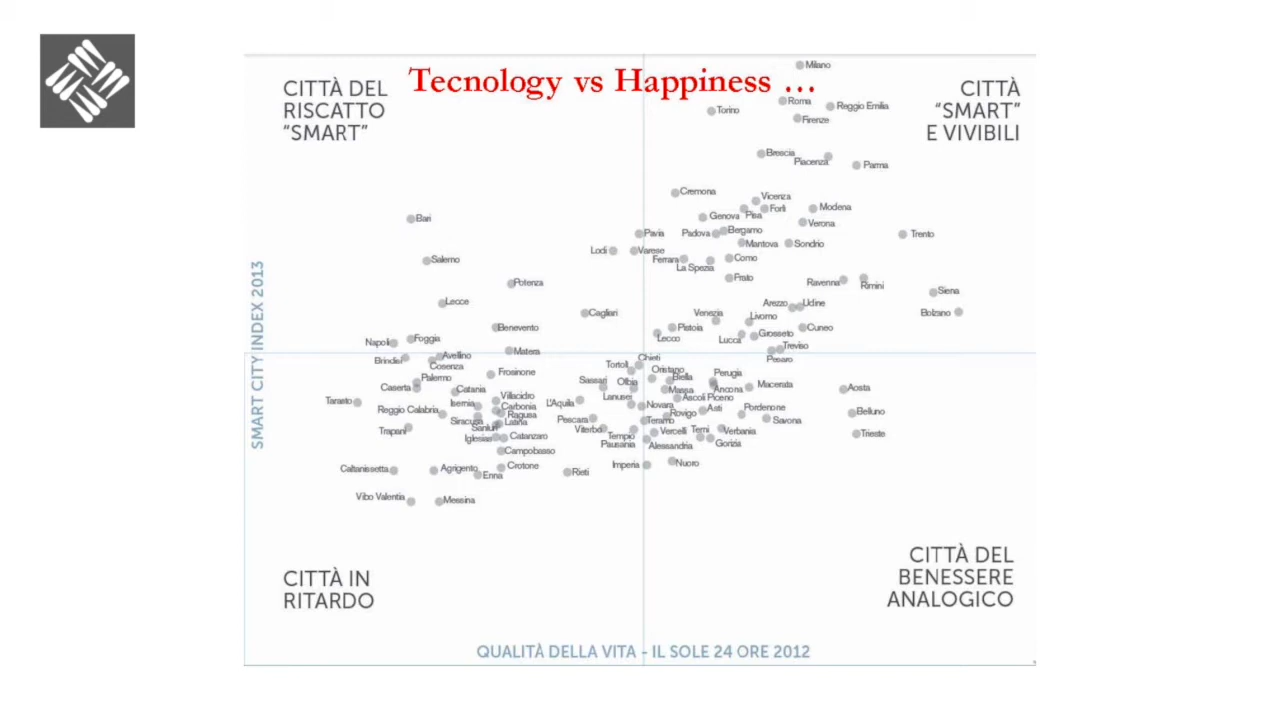 Tecnology vs Happiness ...
CITTÀ DEL
RISCATTO
"SMART"
CITTÀ
"SMART"
E VIVIBILI
Milano
Roma
Reggio Emilia
Torino
Firenze
Brescia
Piacenza
Parma
Cremona
Vicenza
Genova
Pisa
Forlì
Modena
Bari
Verona
Pavia
Padova
Bergamo
Trento
Lodi
Varese
Mantova
Sondrio
Salerno
Ferrara
La Spezia
Como
Potenza
Prato
Ravenna
Rimini
Siena
Lecce
Arezzo
Udine
Cagliari
Venezia
Livorno
Bolzano
Benevento
Pistoia
Cuneo
Napoli
Foggia
Lecco
Lucca
Grosseto
Treviso
Matera
Pesaro
Brindisi
Avellino
Cosenza
Chieti
Tortolì
Oristano
Frosinone
Perugia
Palermo
Sassari
Olbia
Biella
Caserta
Catania
Massa
Ancona
Macerata
Aosta
Villacidro
Lanusei
Ascoli Piceno
Taranto
Isernia
Carbonia
L'Aquila
Novara
Asti
Pordenone
Reggio Calabria
Ragusa
Rovigo
Belluno
Siracusa
Sanluri
Latina
Pescara
Teramo
Savona
Trapani
Viterbo
Tempio
Pausania
Vercelli
Terni
Verbania
Trieste
Iglesias
Catanzaro
Alessandria
Gorizia
Campobasso
Caltanissetta
Agrigento
Enna
Crotone
Rieti
Imperia
Nuoro
Vibo Valentia
Messina
SMART CITY INDEX 2013
CITTÀ IN
RITARDO
CITTÀ DEL
BENESSERE
ANALOGICO
QUALITÀ DELLA VITA - IL SOLE 24 ORE 2012